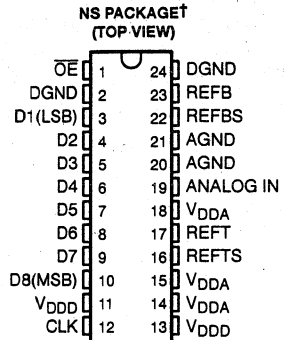 NS PACKAGE†
(TOP VIEW)
O̅E̅ 1 24 DGND
DGND 2 23 REFB
D1(LSB) 3 22 REFBS
D2 4 21 AGND
D3 5 20 AGND
D4 6 19 ANALOG IN
D5 7 18 VDDA
D6 8 17 REFT
D7 9 16 REFTS
D8(MSB) 10 15 VDDA
VDDD 11 14 VDDA
CLK 12 13 VDDD